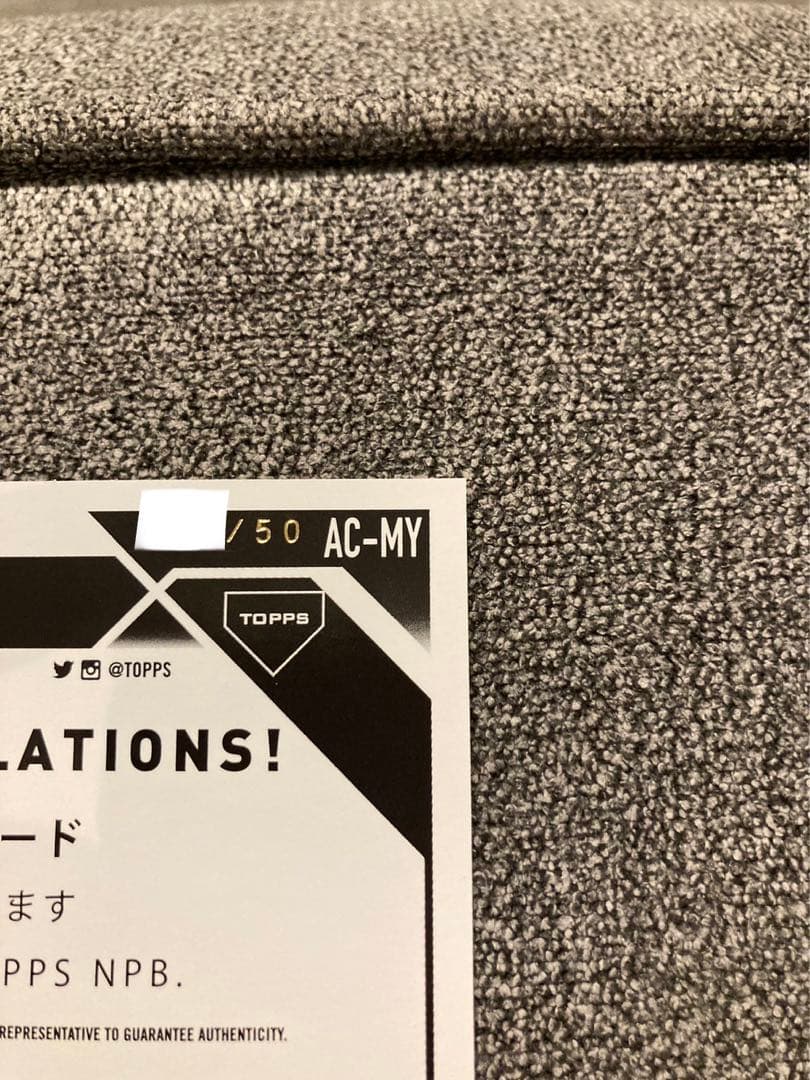 /50 AC-MY
TOPPS
@TOPPS
LATIONS!
ード
ます
PPS NPB.
REPRESENTATIVE TO GUARANTEE AUTHENTICITY.